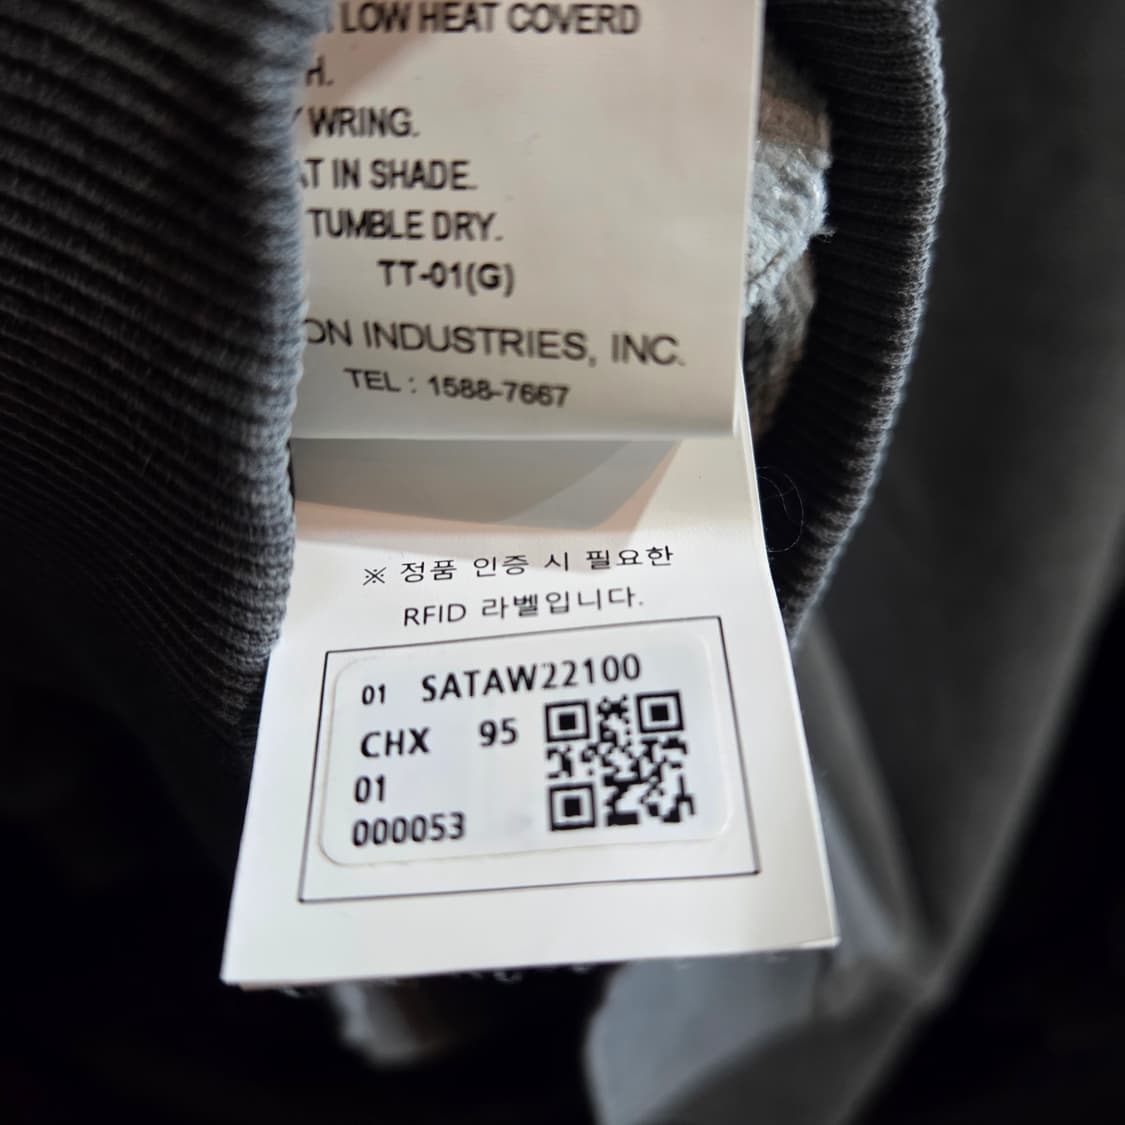 LOW HEAT COVERD
H.
WRING.
AT IN SHADE.
TUMBLE DRY.
TT-01(G)
ON INDUSTRIES, INC.
TEL : 1588-7667
※ 정품 인증 시 필요한
RFID 라벨입니다.
01 SATAW22100
CHX 95
01
000053